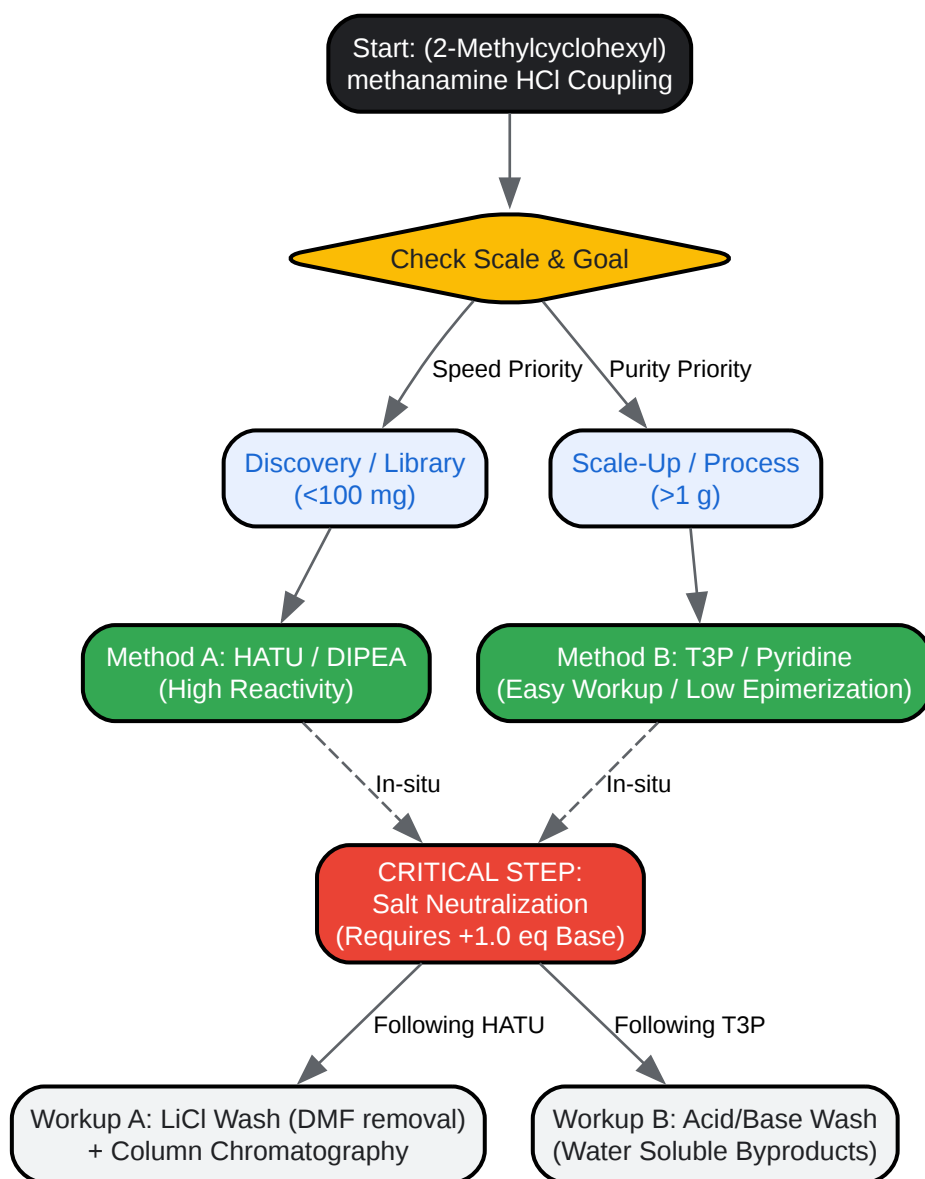 Start: (2-Methylcyclohexyl)
methanamine HCl Coupling
Check Scale & Goal
Speed Priority
Purity Priority
Discovery / Library
(<100 mg)
Scale-Up / Process
(>1 g)
Method A: HATU / DIPEA
(High Reactivity)
Method B: T3P / Pyridine
(Easy Workup / Low Epimerization)
In-situ
In-situ
CRITICAL STEP:
Salt Neutralization
(Requires +1.0 eq Base)
Following HATU
Following T3P
Workup A: LiCl Wash (DMF removal)
+ Column Chromatography
Workup B: Acid/Base Wash
(Water Soluble Byproducts)